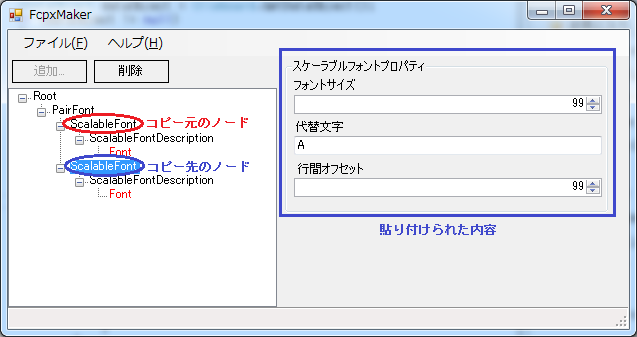 FcpxMaker
ファイル(F) ヘルプ(H)
追加... 削除
Root
PairFont
ScalableFont コピー元のノード
ScalableFontDescription
Font
ScalableFont コピー先のノード
ScalableFontDescription
Font
スケーラブルフォントプロパティ
フォントサイズ
99
代替文字
A
行間オフセット
99
貼り付けられた内容